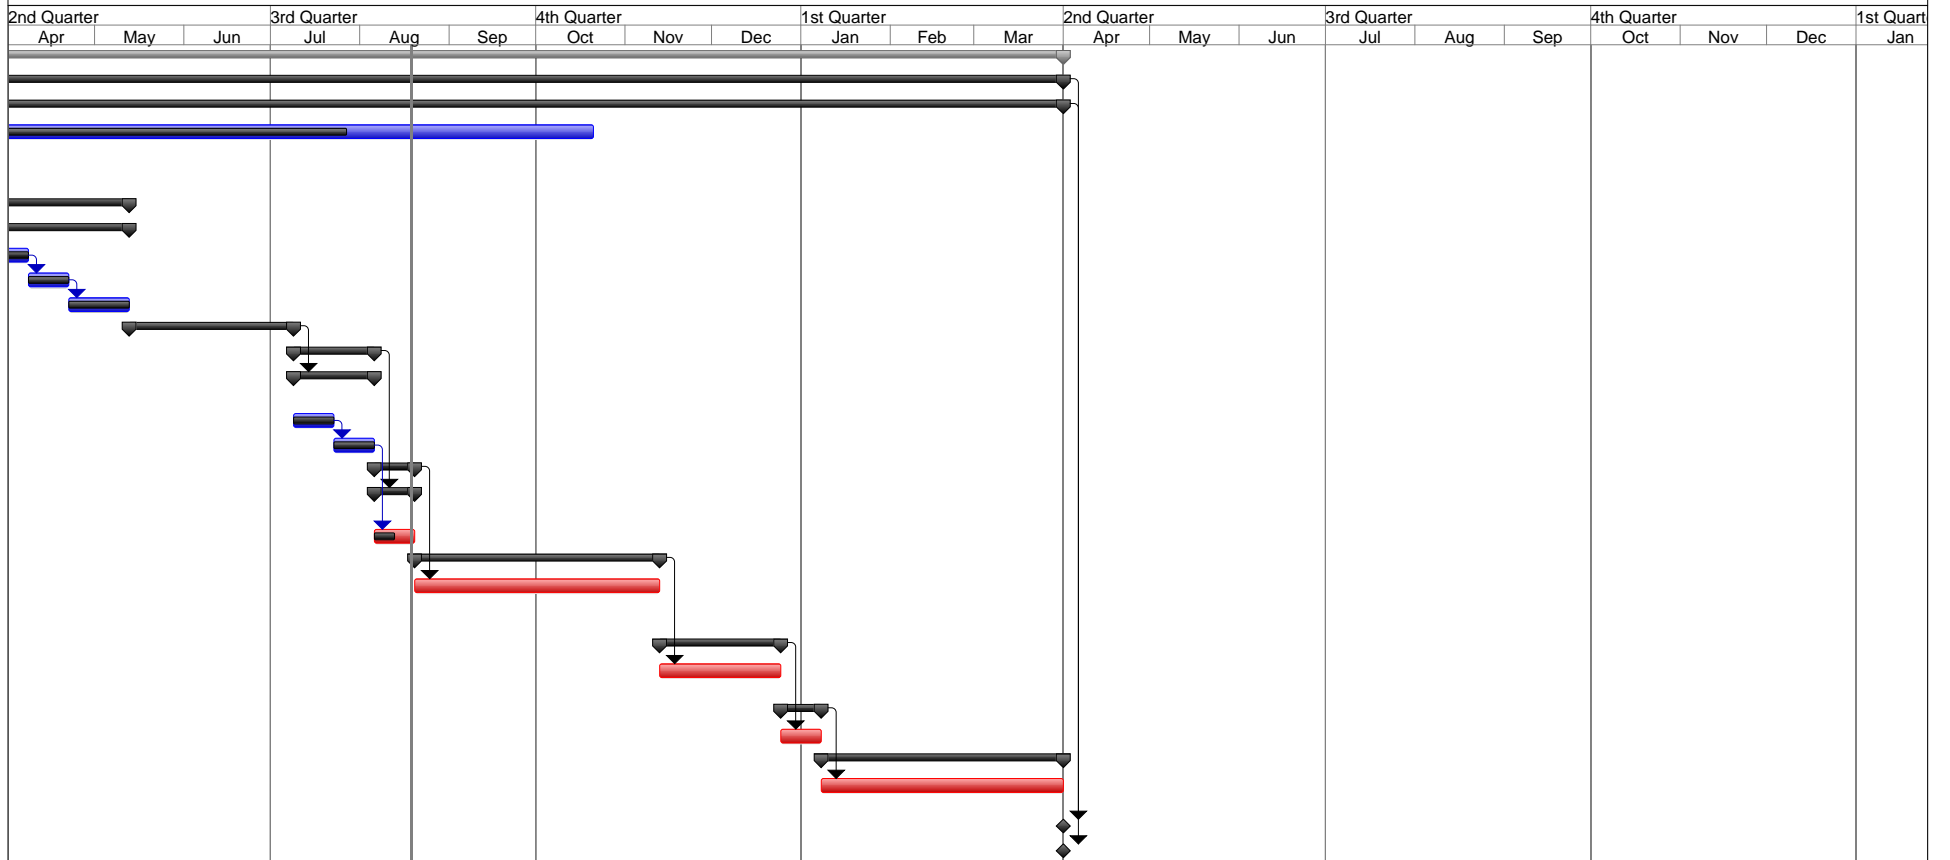 2nd Quarter 3rd Quarter 4th Quarter 1st Quarter 2nd Quarter 3rd Quarter 4th Quarter 1st Quart
Apr May Jun Jul Aug Sep Oct Nov Dec Jan Feb Mar Apr May Jun Jul Aug Sep Oct Nov Dec Jan